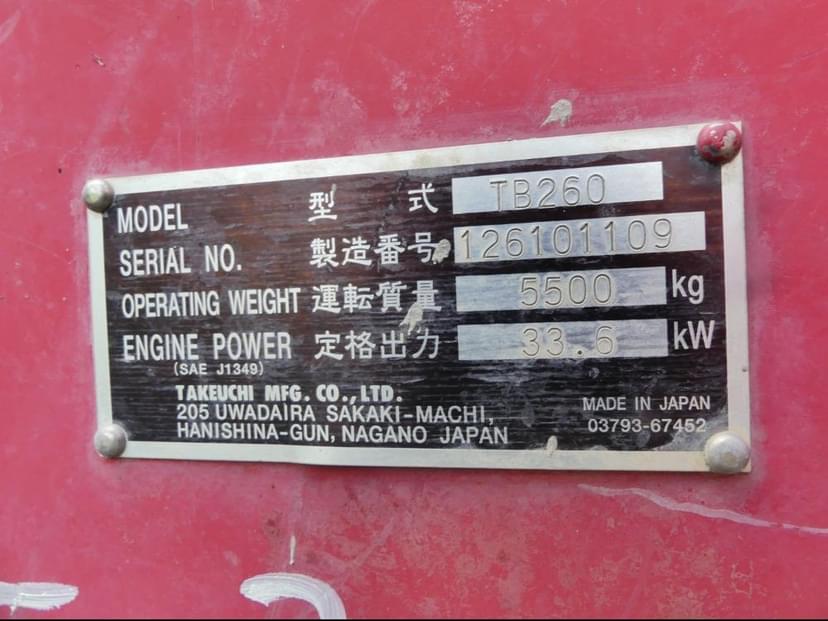 MODEL 型式 TB260
SERIAL NO. 製造番号 126101109
OPERATING WEIGHT 運転質量 5500 kg
ENGINE POWER 定格出力 33.6 kW
(SAE J1349)
TAKEUCHI MFG. CO., LTD.
205 UWADAIRA SAKAKI-MACHI, MADE IN JAPAN
HANISHINA-GUN, NAGANO JAPAN 03793-67452